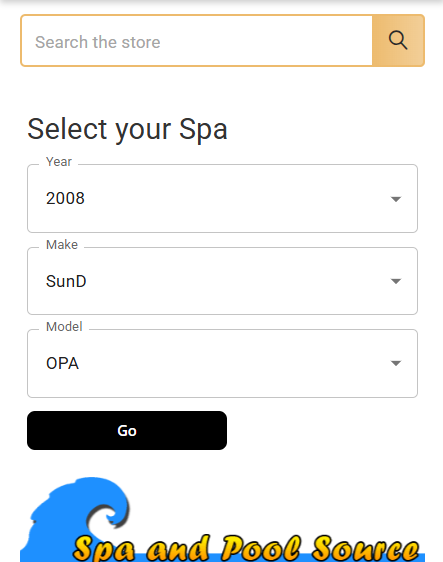 Search the store
Select your Spa
Year
2008
Make
SunD
Model
OPA
Go
Spa and Pool Source